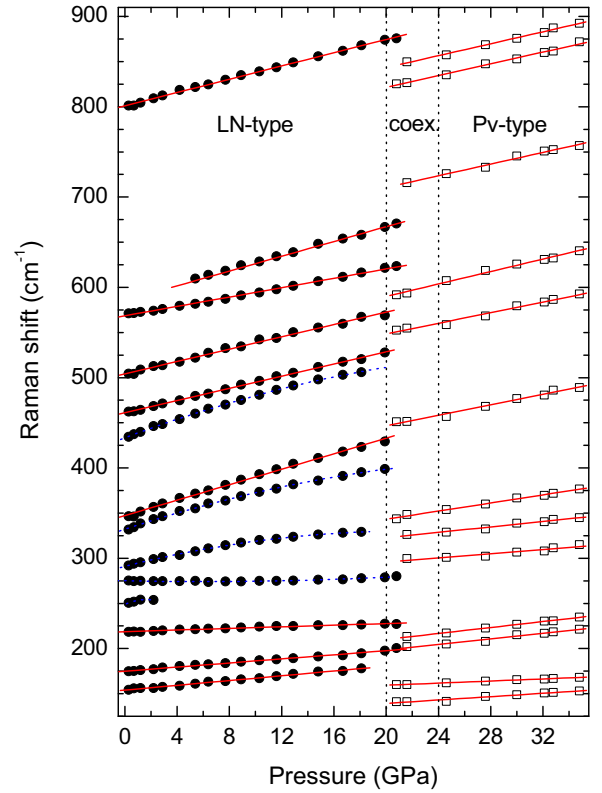 900
800
700
600
500
400
300
200
Raman shift (cm⁻¹)
LN-type
coex.
Pv-type
0 4 8 12 16 20 24 28 32
Pressure (GPa)